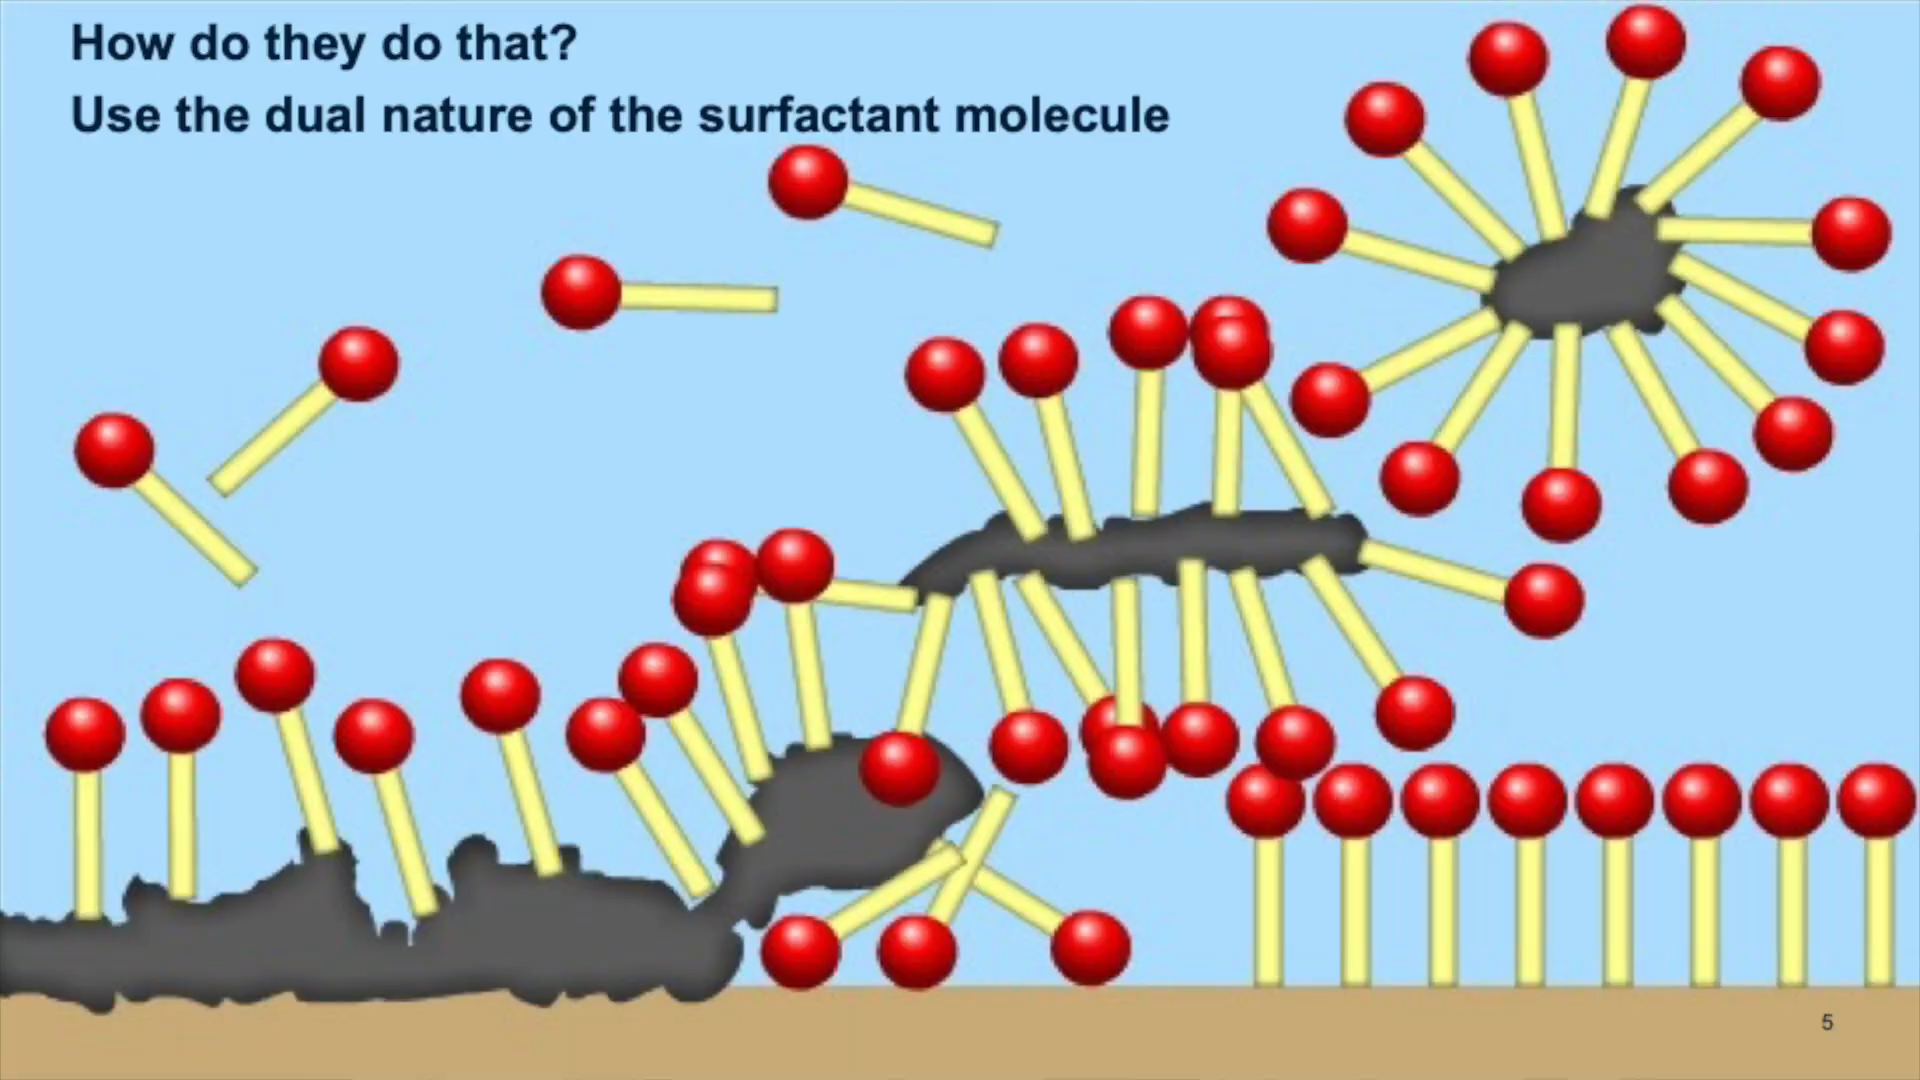 How do they do that?
Use the dual nature of the surfactant molecule
5